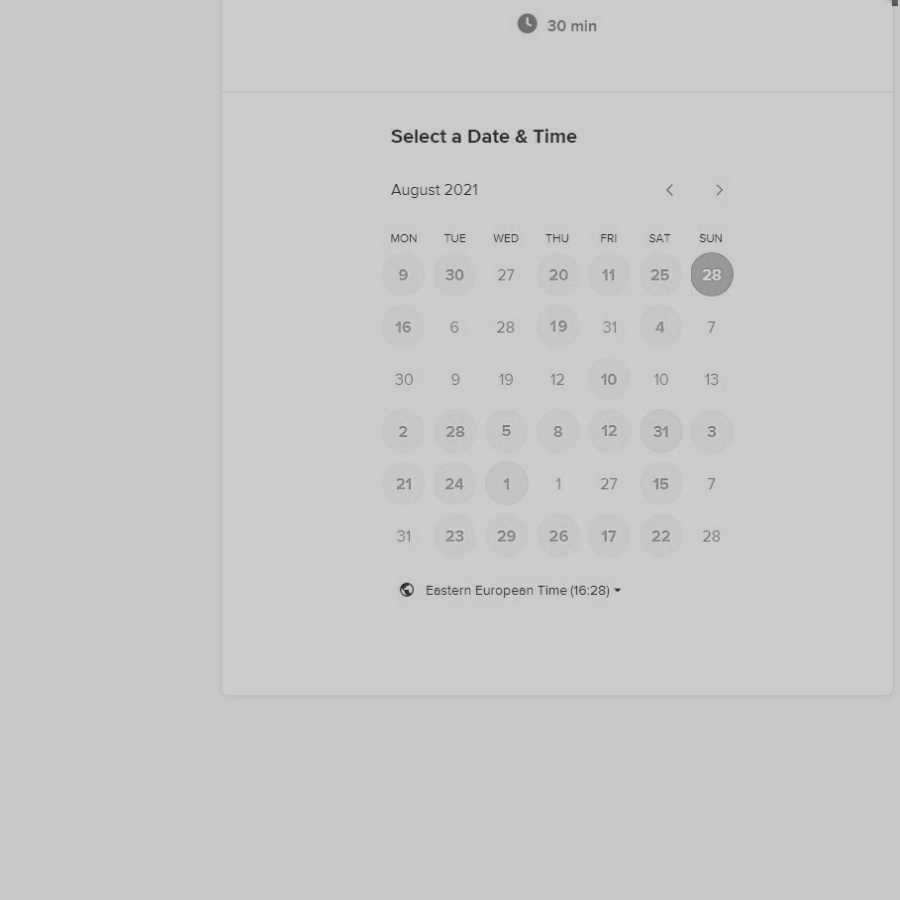 30 min
Select a Date & Time
August 2021
MON TUE WED THU FRI SAT SUN
9 30 27 20 11 25 28
16 6 28 19 31 4 7
30 9 19 12 10 10 13
2 28 5 8 12 31 3
21 24 1 1 27 15 7
31 23 29 26 17 22 28
Eastern European Time (16:28)